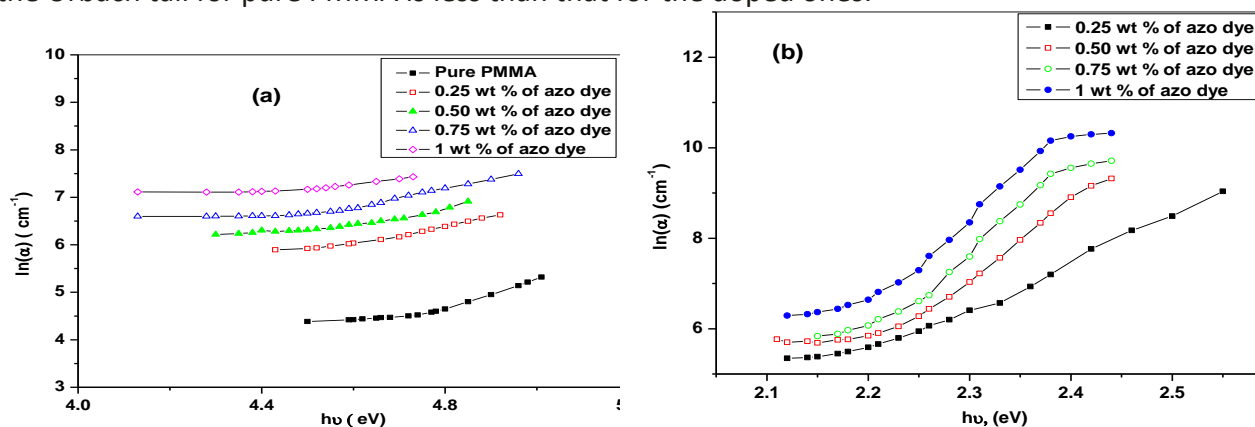 the Urbach tail for pure PMMA is less than that for the doped ones.
(a)
Pure PMMA
0.25 wt % of azo dye
0.50 wt % of azo dye
0.75 wt % of azo dye
1 wt % of azo dye
ln(α) ( cm⁻¹)
10
9
8
7
6
5
4
3
4.0
4.4
4.8
5
hυ ( eV)
(b)
0.25 wt % of azo dye
0.50 wt % of azo dye
0.75 wt % of azo dye
1 wt % of azo dye
ln(α) (cm⁻¹)
12
10
8
6
2.1
2.2
2.3
2.4
2.5
hυ, (eV)